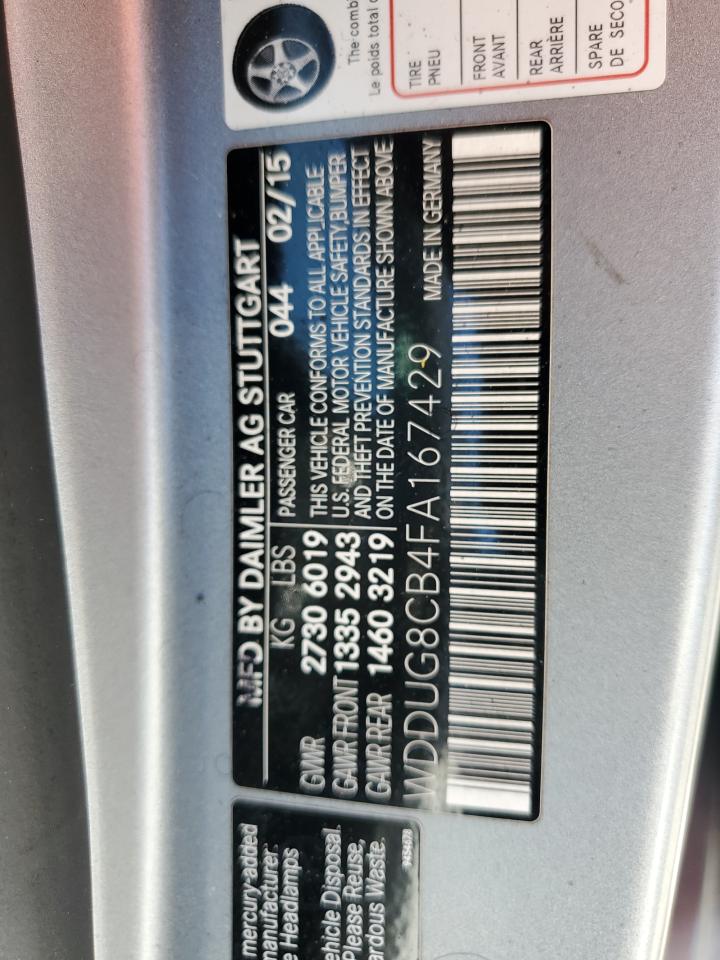 MFD BY DAIMLER AG STUTTGART
KG LBS
GVWR 2730 6019
GAWR FRONT 1335 2943
GAWR REAR 1460 3219
PASSENGER CAR 044 02/15
THIS VEHICLE CONFORMS TO ALL APPLICABLE
U.S. FEDERAL MOTOR VEHICLE SAFETY,BUMPER
AND THEFT PREVENTION STANDARDS IN EFFECT
ON THE DATE OF MANUFACTURE SHOWN ABOVE
MADE IN GERMANY
WDDUG8CB4FA167429
mercury-added
manufacturer.
Headlamps
ehicle Disposal.
Please Reuse,
ardous Waste.
9454678
The comb
Le poids total
TIRE
PNEU
FRONT
AVANT
REAR
ARRIÈRE
SPARE
DE SECO